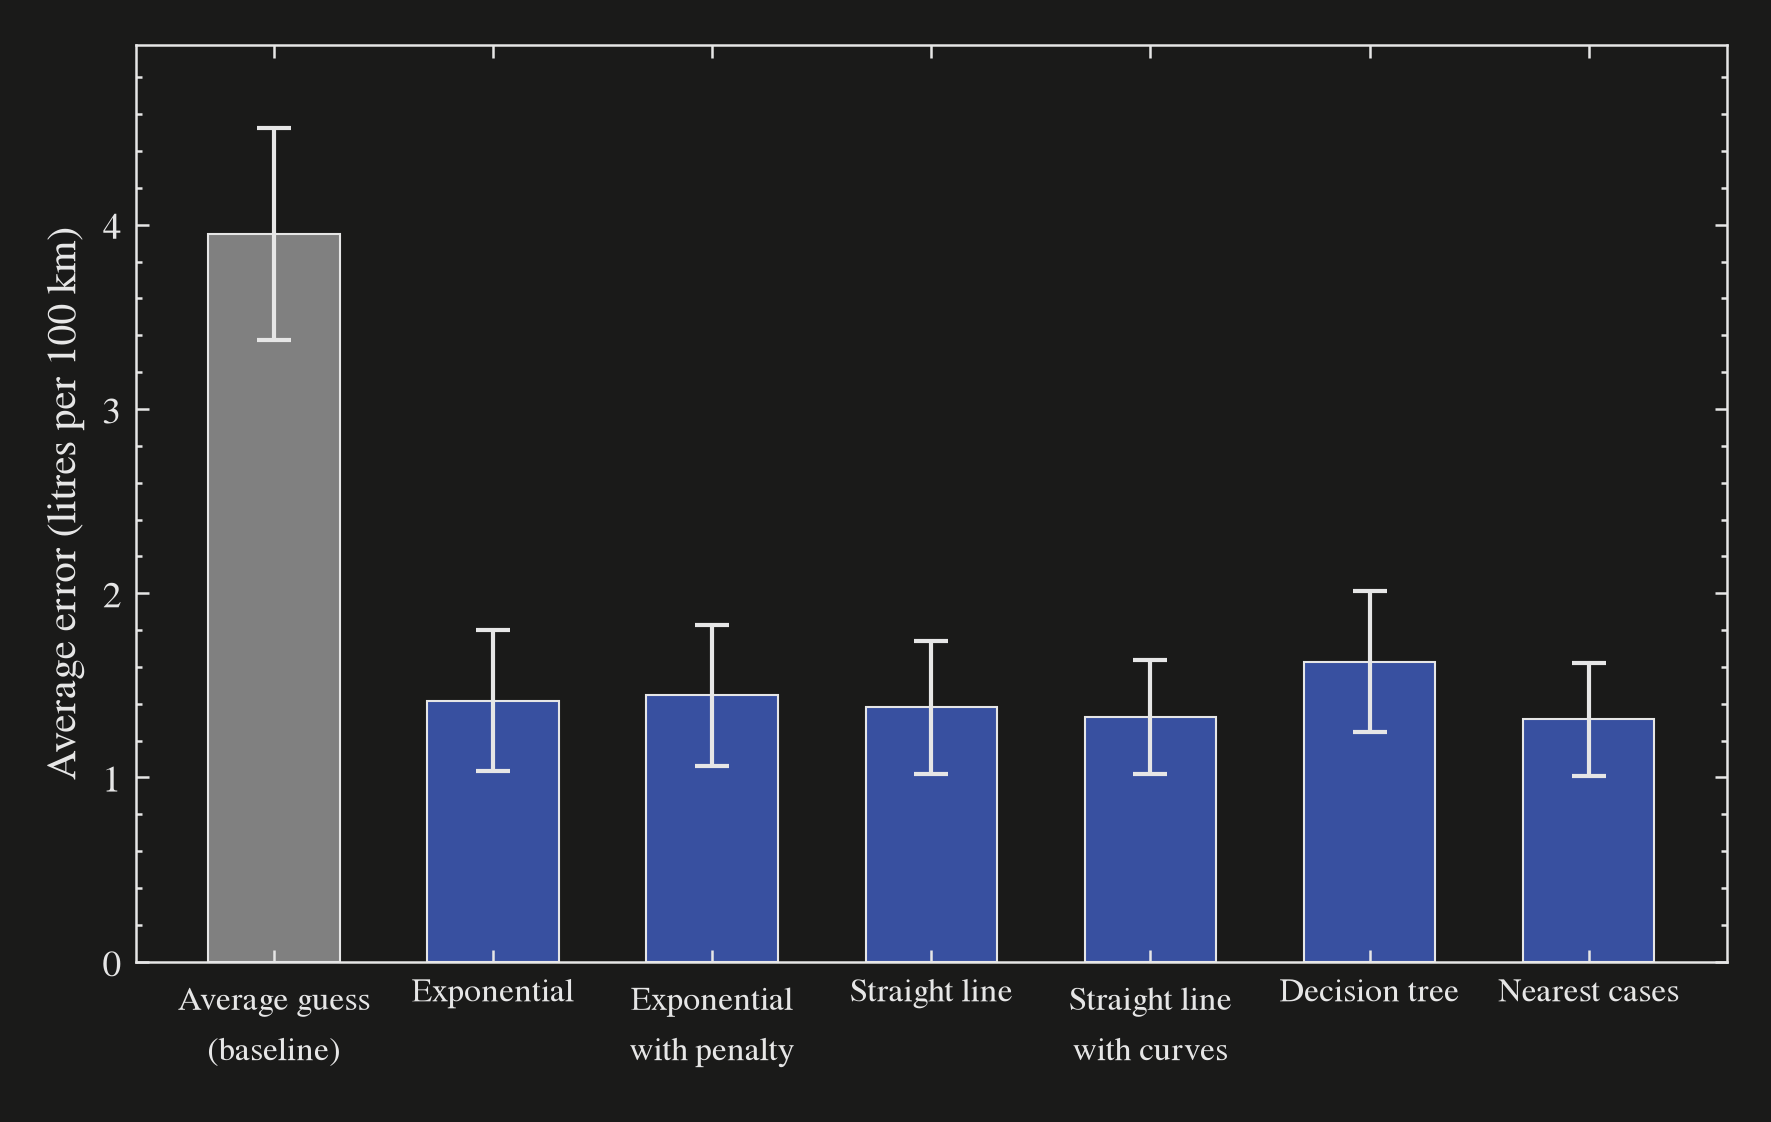 Average error (litres per 100 km)
4
3
2
1
0
Average guess
(baseline)
Exponential
Exponential
with penalty
Straight line
Straight line
with curves
Decision tree
Nearest cases